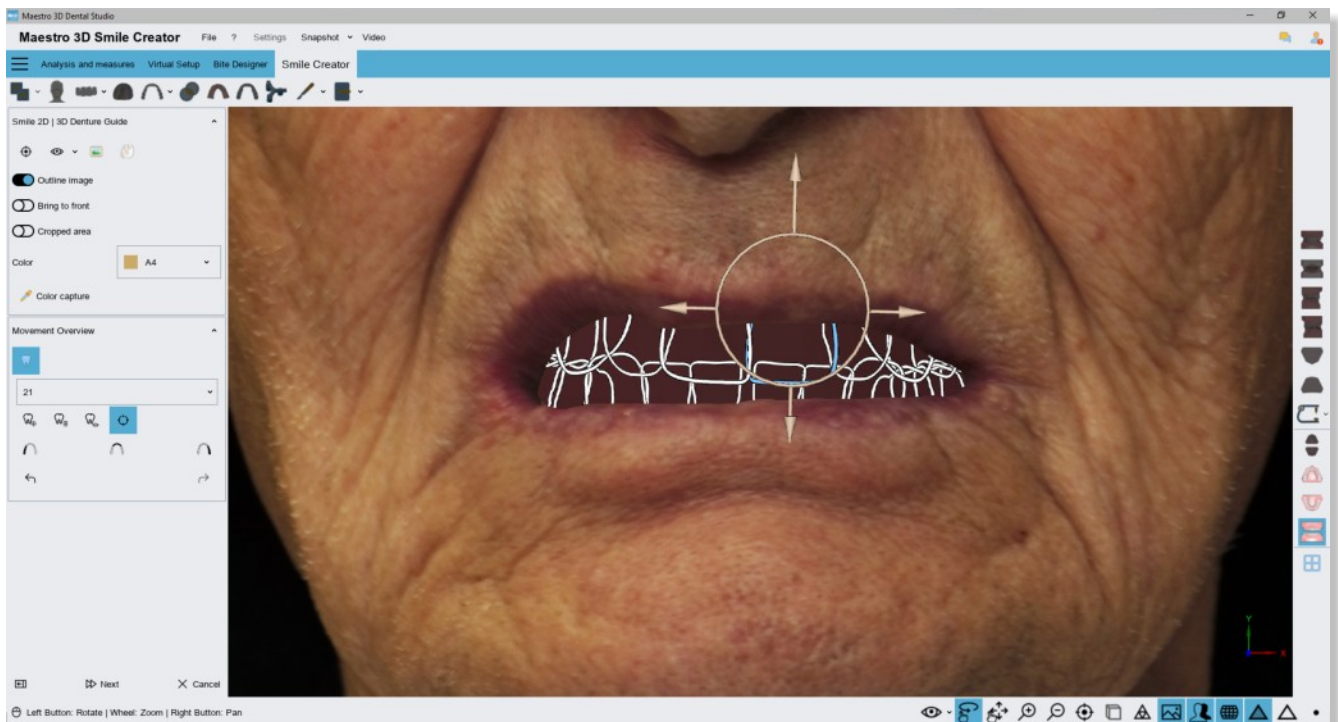 Maestro 3D Dental Studio
Maestro 3D Smile Creator File ? Settings Snapshot Video
Analysis and measures Virtual Setup Bite Designer Smile Creator
Smile 2D | 3D Denture Guide
Outline image
Bring to front
Cropped area
Color A4
Color capture
Movement Overview
21
Y
X
Next Cancel
Left Button: Rotate | Wheel: Zoom | Right Button: Pan